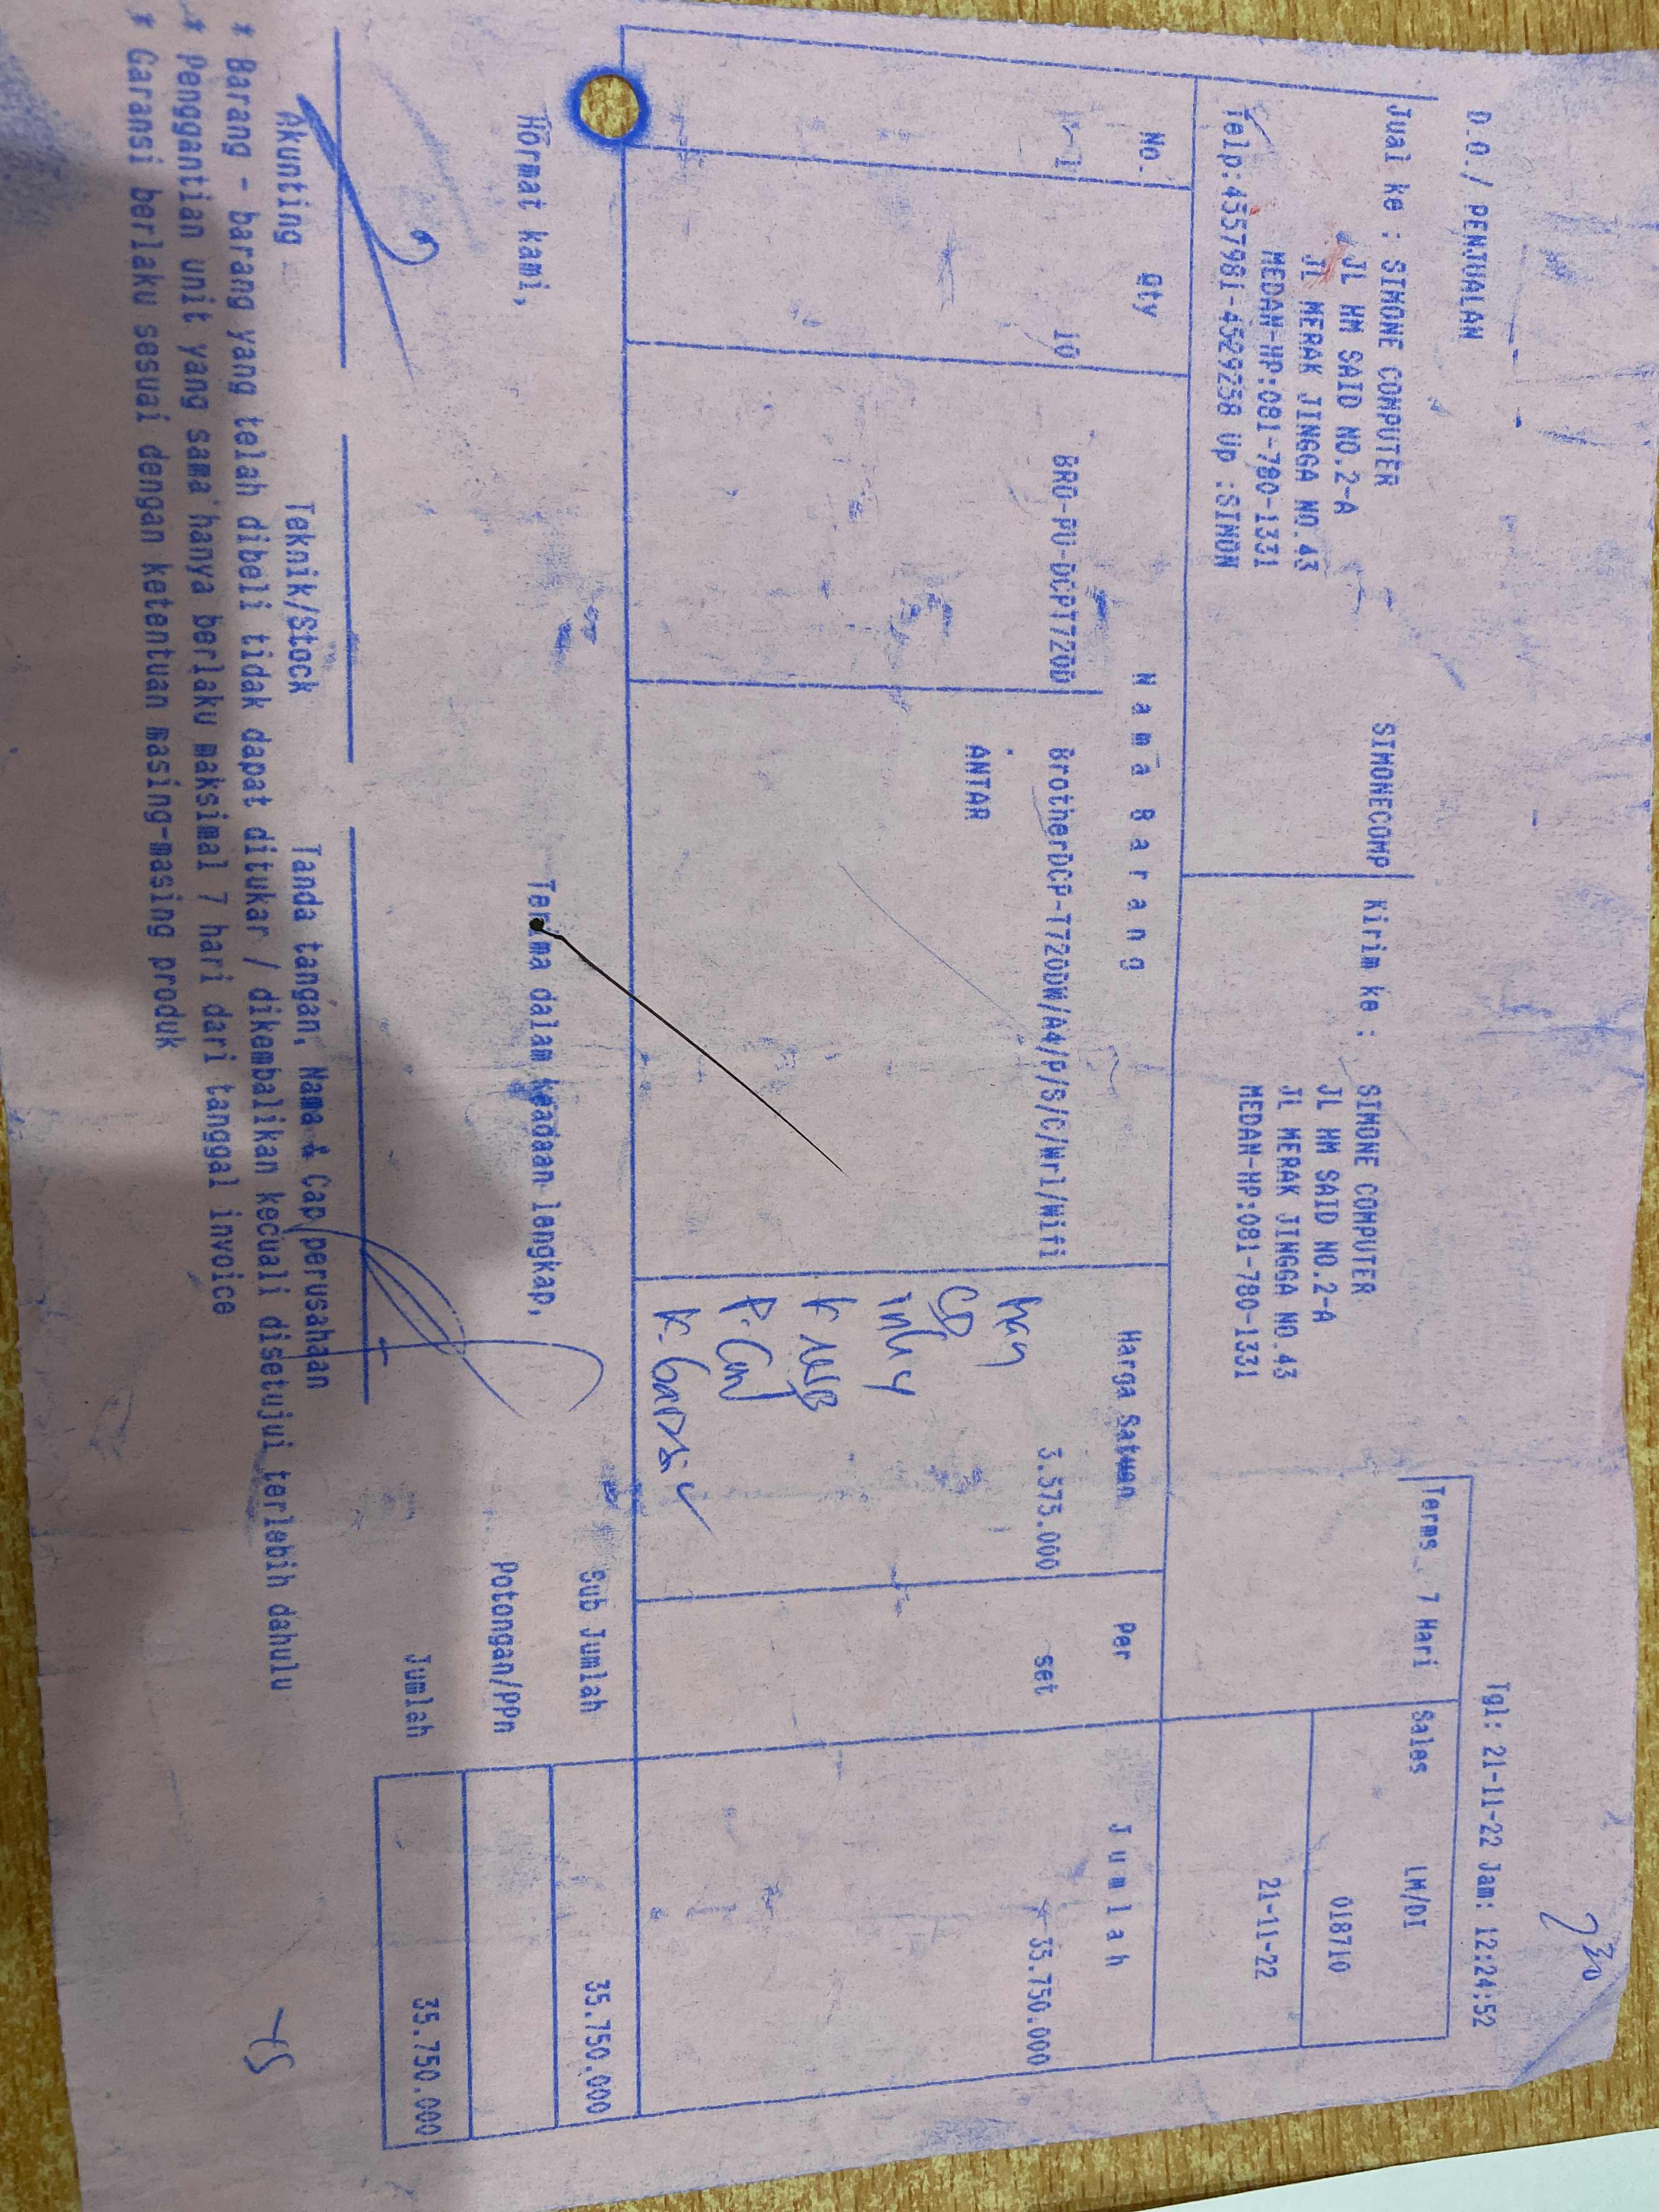 Tgl: 21-11-22 Jam: 12:24:52
D.O./ PENJUALAN
Terms 7 Hari Sales LM/DI
Jual ke : SIMONE COMPUTER SIMONECOMP Kirim ke : SIMONE COMPUTER
JL HM SAID NO.2-A JL HM SAID NO.2-A 018710
JL MERAK JINGGA NO.43 JL MERAK JINGGA NO.43
MEDAN-HP:081-780-1331 MEDAN-HP:081-780-1331 21-11-22
Telp:4557981-4529258 Up :SIMON
No. Qty Nama Barang Harga Satuan Per Jumlah
1 10 BRO-PU-DCPT720D BrotherDCP-T720DW/A4/P/S/C/Wrl/Wifi 3.575.000 set 35.750.000
ANTAR
CD
K USB
Sub Jumlah 35.750.000
Hormat kami, Terima dalam keadaan lengkap,
Potongan/PPn
Jumlah 35.750.000
Akunting Teknik/Stock Tanda tangan, Nama & Cap perusahaan
* Barang - barang yang telah dibeli tidak dapat ditukar / dikembalikan kecuali disetujui terlebih dahulu
* Penggantian unit yang sama hanya berlaku maksimal 7 hari dari tanggal invoice
* Garansi berlaku sesuai dengan ketentuan masing-masing produk